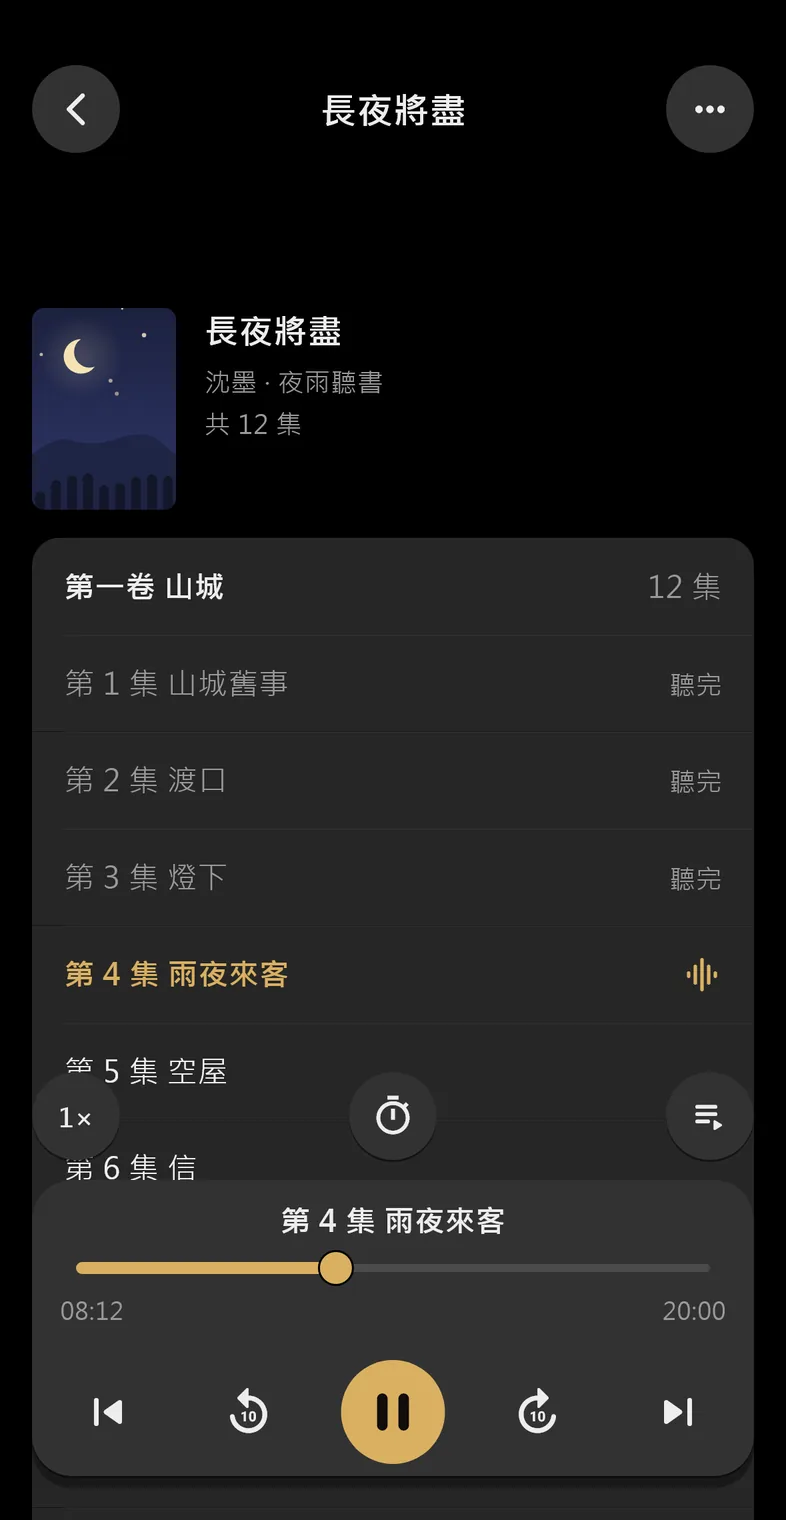 長夜將盡
長夜將盡
沈墨 · 夜雨聽書
共 12 集
第一卷 山城 12 集
第 1 集 山城舊事 聽完
第 2 集 渡口 聽完
第 3 集 燈下 聽完
第 4 集 雨夜來客
第 5 集 空屋
1×
第 6 集 信
第 4 集 雨夜來客
08:12 20:00
10 10